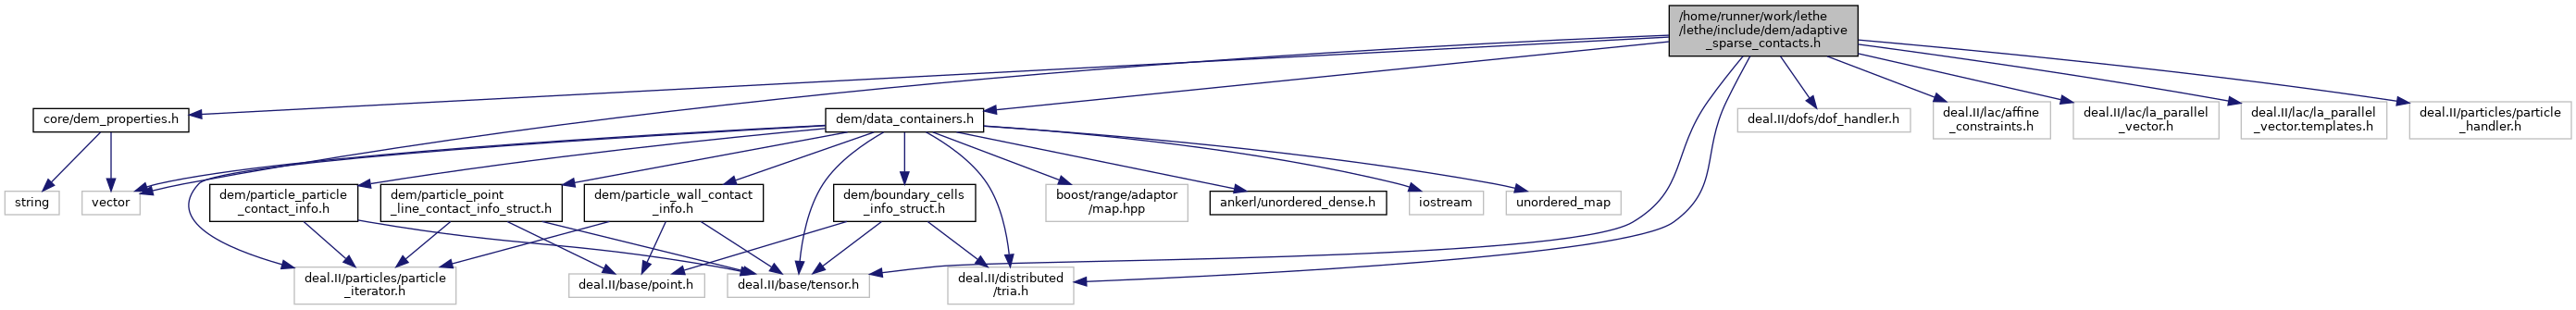 /home/runner/work/lethe
/lethe/include/dem/adaptive
_sparse_contacts.h
core/dem_properties.h
dem/data_containers.h
deal.II/dofs/dof_handler.h
deal.II/lac/affine
_constraints.h
deal.II/lac/la_parallel
_vector.h
deal.II/lac/la_parallel
_vector.templates.h
deal.II/particles/particle
_handler.h
string
vector
dem/particle_particle
_contact_info.h
dem/particle_point
_line_contact_info_struct.h
dem/particle_wall_contact
_info.h
dem/boundary_cells
_info_struct.h
boost/range/adaptor
/map.hpp
ankerl/unordered_dense.h
iostream
unordered_map
deal.II/particles/particle
_iterator.h
deal.II/base/point.h
deal.II/base/tensor.h
deal.II/distributed
/tria.h